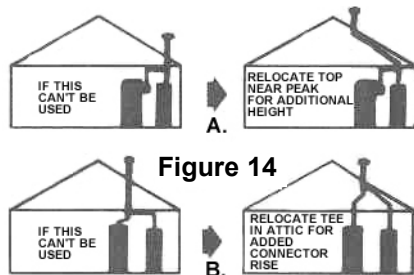 IF THIS
CAN'T BE
USED
A.
RELOCATE TOP
NEAR PEAK
FOR ADDITIONAL
HEIGHT
Figure 14
IF THIS
CAN'T BE
USED
B.
RELOCATE TEE
IN ATTIC FOR
ADDED
CONNECTOR
RISE